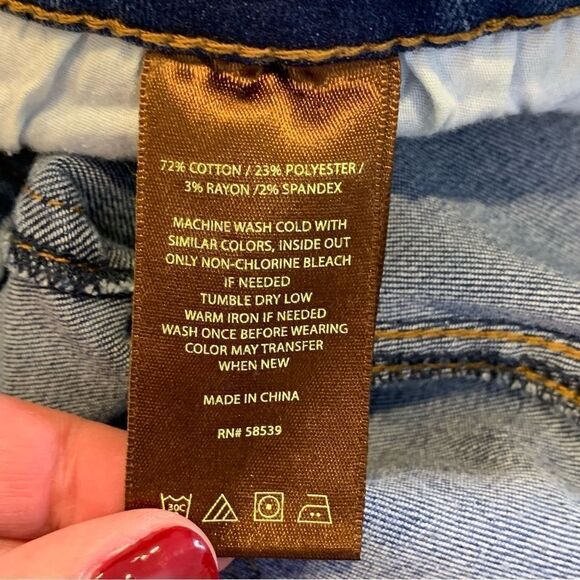 72% COTTON / 23% POLYESTER /
3% RAYON /2% SPANDEX
MACHINE WASH COLD WITH
SIMILAR COLORS, INSIDE OUT
ONLY NON-CHLORINE BLEACH
IF NEEDED
TUMBLE DRY LOW
WARM IRON IF NEEDED
WASH ONCE BEFORE WEARING
COLOR MAY TRANSFER
WHEN NEW
MADE IN CHINA
RN# 58539
30C